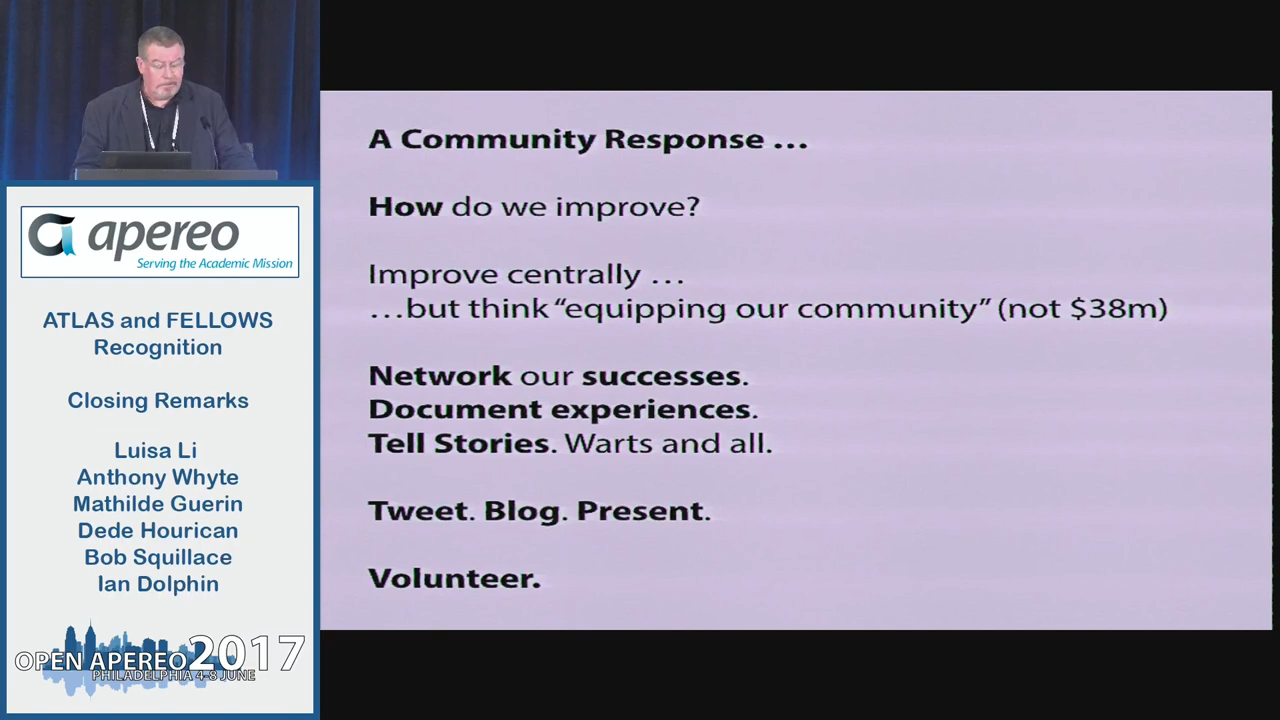 apereo
Serving the Academic Mission
ATLAS and FELLOWS
Recognition
Closing Remarks
Luisa Li
Anthony Whyte
Mathilde Guerin
Dede Hourican
Bob Squillace
Ian Dolphin
OPEN APEREO 2017
PHILADELPHIA 4-8 JUNE
A Community Response ...
How do we improve?
Improve centrally ...
...but think “equipping our community” (not $38m)
Network our successes.
Document experiences.
Tell Stories. Warts and all.
Tweet. Blog. Present.
Volunteer.